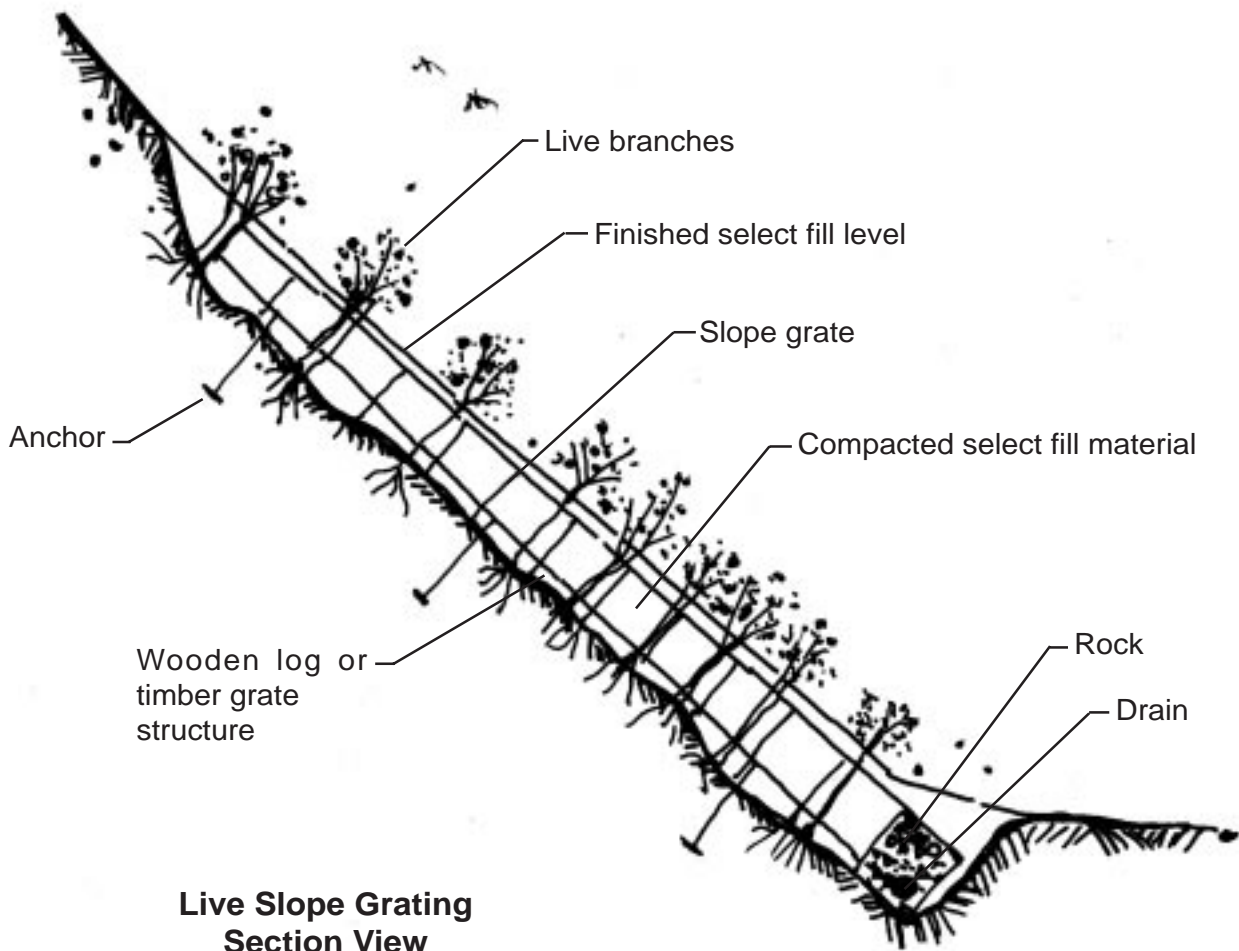 Live branches
Finished select fill level
Slope grate
Anchor
Compacted select fill material
Wooden log or
timber grate
structure
Rock
Drain
Live Slope Grating
Section View